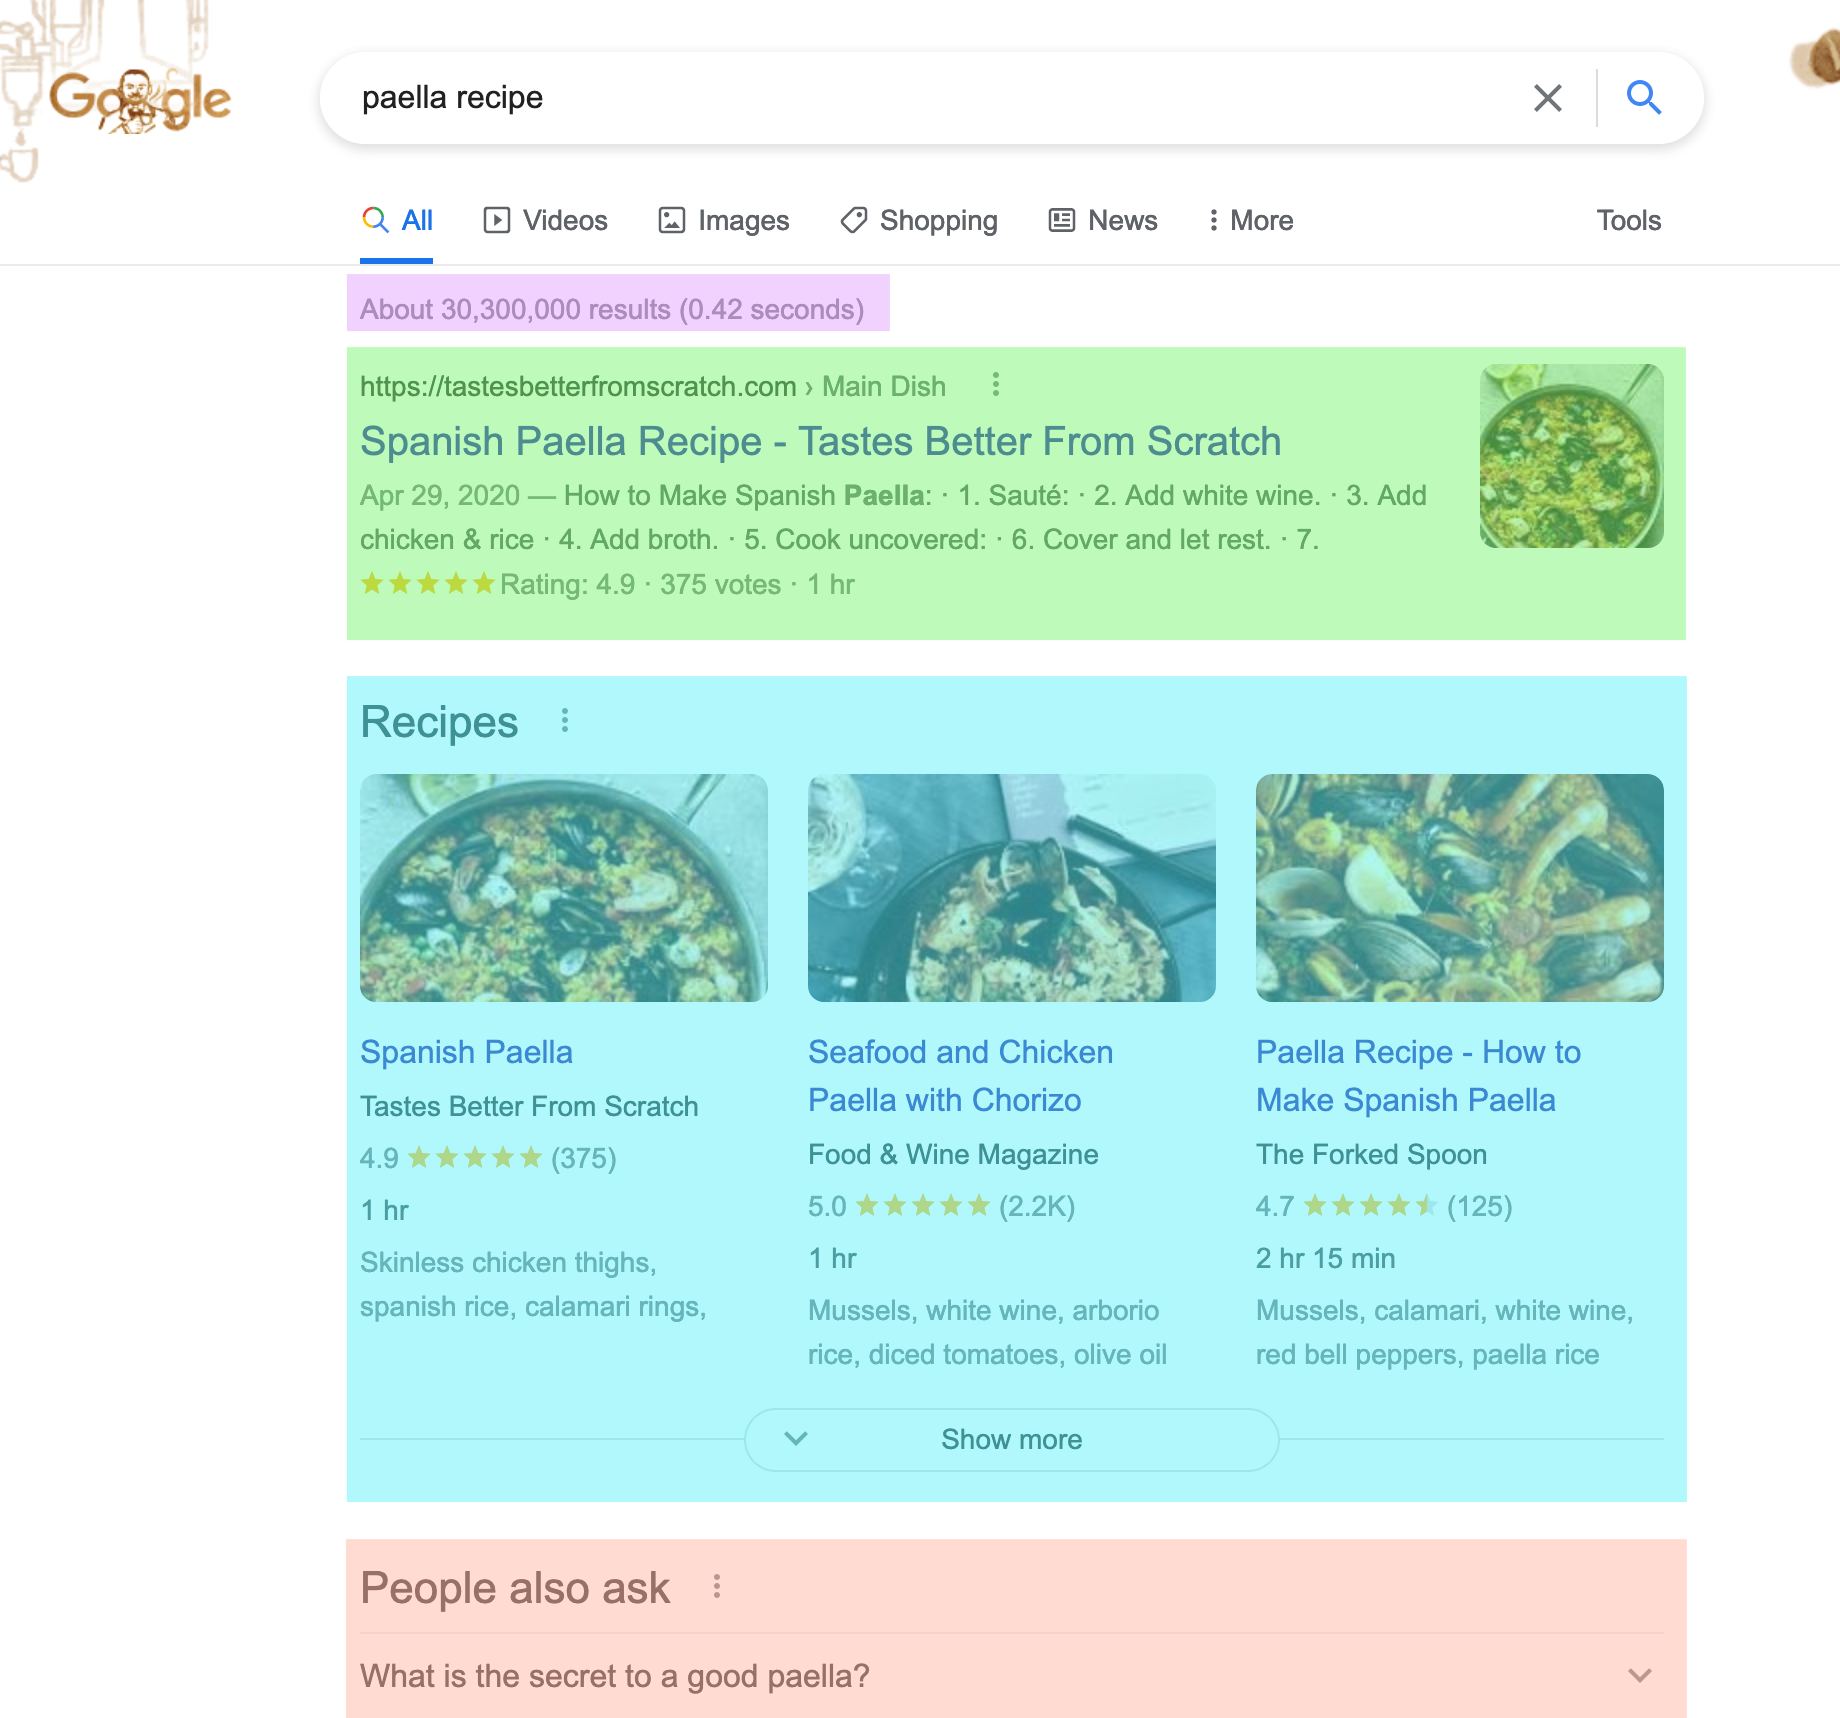 Google
paella recipe
All Videos Images Shopping News More Tools
About 30,300,000 results (0.42 seconds)
https://tastesbetterfromscratch.com › Main Dish
Spanish Paella Recipe - Tastes Better From Scratch
Apr 29, 2020 — How to Make Spanish Paella: · 1. Sauté: · 2. Add white wine. · 3. Add
chicken & rice · 4. Add broth. · 5. Cook uncovered: · 6. Cover and let rest. · 7.
Rating: 4.9 · 375 votes · 1 hr
Recipes
Spanish Paella
Tastes Better From Scratch
4.9 ★★★★★ (375)
1 hr
Skinless chicken thighs,
spanish rice, calamari rings,
Seafood and Chicken
Paella with Chorizo
Food & Wine Magazine
5.0 ★★★★★ (2.2K)
1 hr
Mussels, white wine, arborio
rice, diced tomatoes, olive oil
Paella Recipe - How to
Make Spanish Paella
The Forked Spoon
4.7 ★★★★★ (125)
2 hr 15 min
Mussels, calamari, white wine,
red bell peppers, paella rice
Show more
People also ask
What is the secret to a good paella?